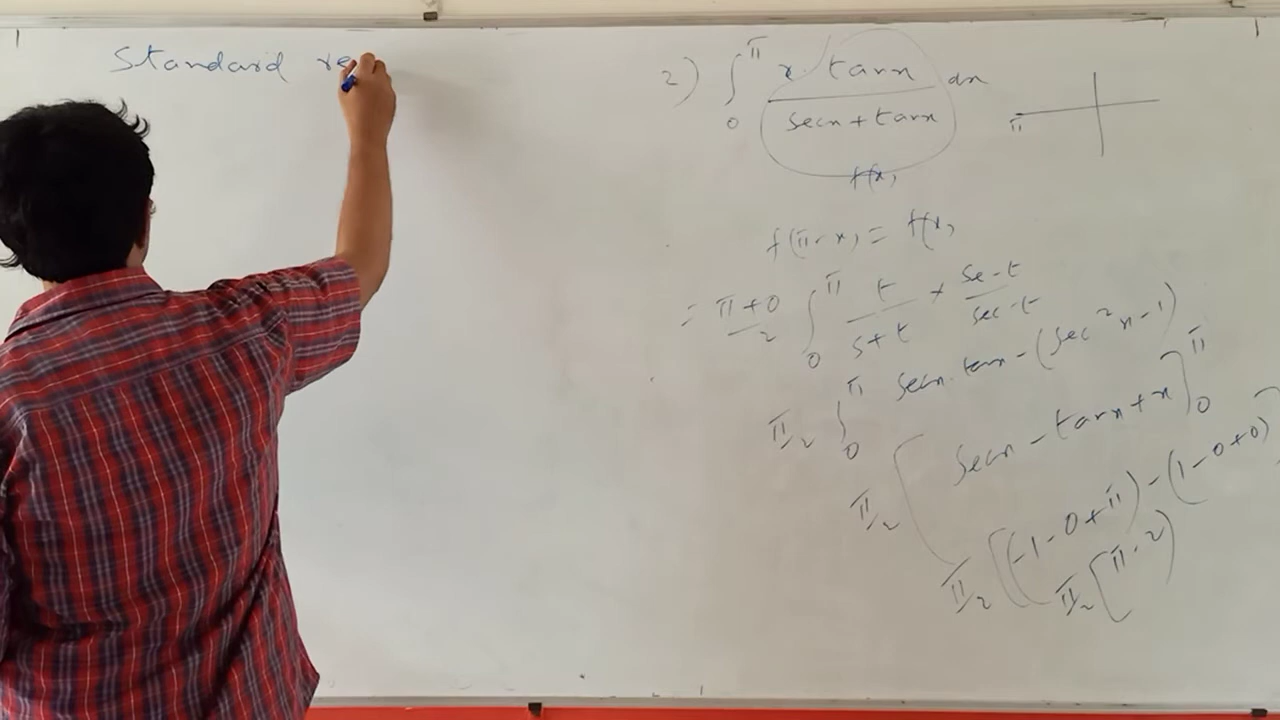 Standard re
2) ∫₀^π x · tanx / (secx + tanx) dx
π
f(x)
f(π - x) = f(x)
= (π + 0)/2 ∫₀^π t/(s + t) × (se - t)/(sec - t)
π/2 ∫₀^π secx · tanx - (sec²x - 1)
π/2 [secx - tanx + x]₀^π
π/2 [(-1 - 0 + π) - (1 - 0 + 0)]
π/2 [π - 2)